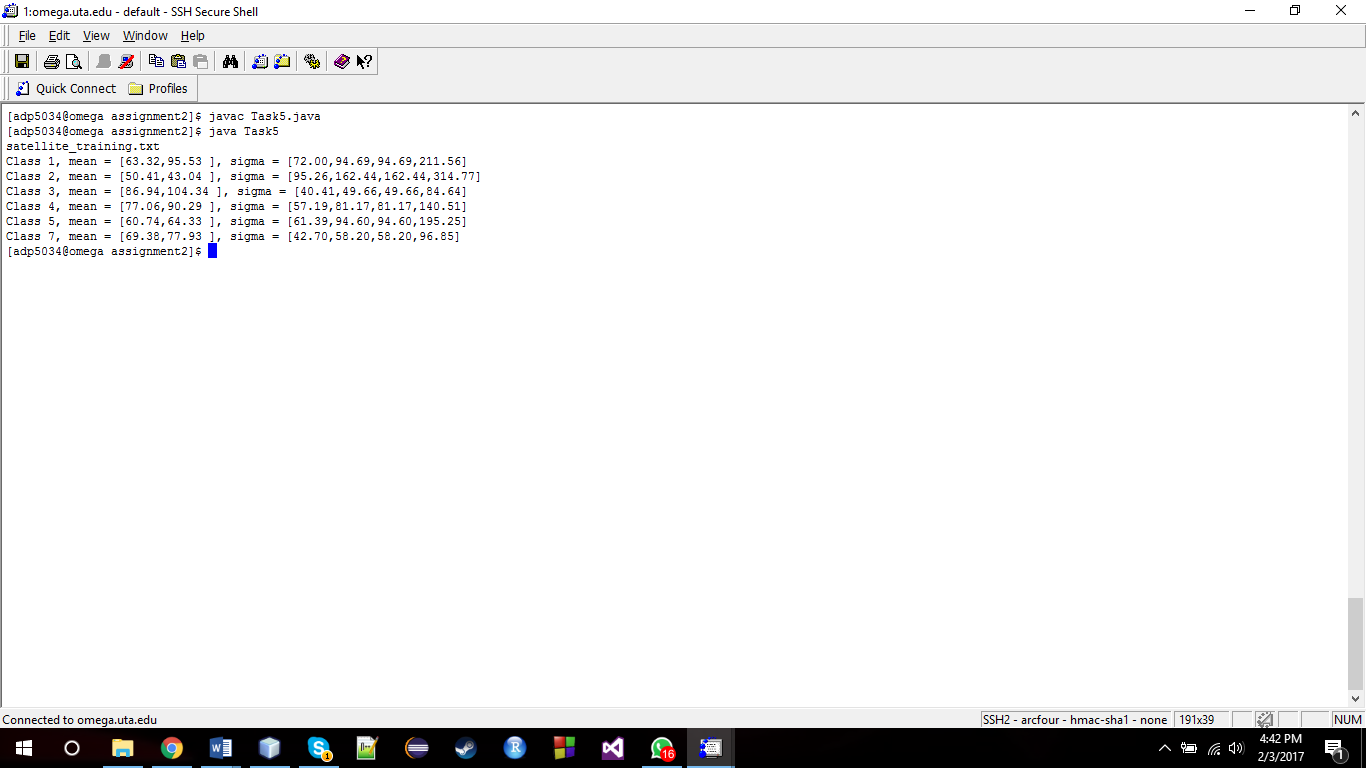 1:omega.uta.edu - default - SSH Secure Shell
File Edit View Window Help
Quick Connect Profiles
[adp5034@omega assignment2]$ javac Task5.java
[adp5034@omega assignment2]$ java Task5
satellite_training.txt
Class 1, mean = [63.32,95.53 ], sigma = [72.00,94.69,94.69,211.56]
Class 2, mean = [50.41,43.04 ], sigma = [95.26,162.44,162.44,314.77]
Class 3, mean = [86.94,104.34 ], sigma = [40.41,49.66,49.66,84.64]
Class 4, mean = [77.06,90.29 ], sigma = [57.19,81.17,81.17,140.51]
Class 5, mean = [60.74,64.33 ], sigma = [61.39,94.60,94.60,195.25]
Class 7, mean = [69.38,77.93 ], sigma = [42.70,58.20,58.20,96.85]
[adp5034@omega assignment2]$
Connected to omega.uta.edu SSH2 - arcfour - hmac-sha1 - none 191x39 NUM
1 16 4:42 PM 1
2/3/2017